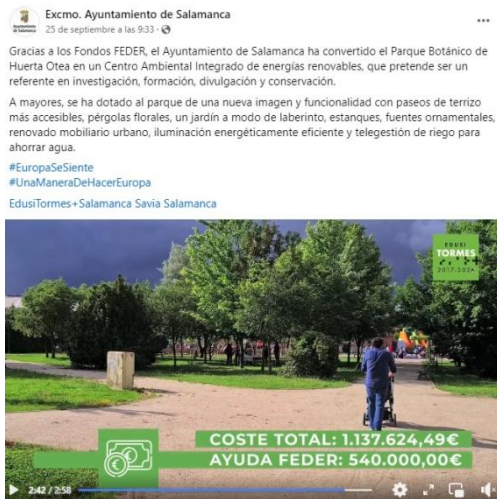 Excmo. Ayuntamiento de Salamanca
25 de septiembre a las 9:33 ·
Gracias a los Fondos FEDER, el Ayuntamiento de Salamanca ha convertido el Parque Botánico de
Huerta Otea en un Centro Ambiental Integrado de energías renovables, que pretende ser un
referente en investigación, formación, divulgación y conservación.
A mayores, se ha dotado al parque de una nueva imagen y funcionalidad con paseos de terrizo
más accesibles, pérgolas florales, un jardín a modo de laberinto, estanques, fuentes ornamentales,
renovado mobiliario urbano, iluminación energéticamente eficiente y telegestión de riego para
ahorrar agua.
#EuropaSeSiente
#UnaManeraDeHacerEuropa
EdusiTormes+Salamanca Savia Salamanca
EDUSI
TORMES
2017-2024
COSTE TOTAL: 1.137.624,49€
AYUDA FEDER: 540.000,00€
2:42 / 2:58